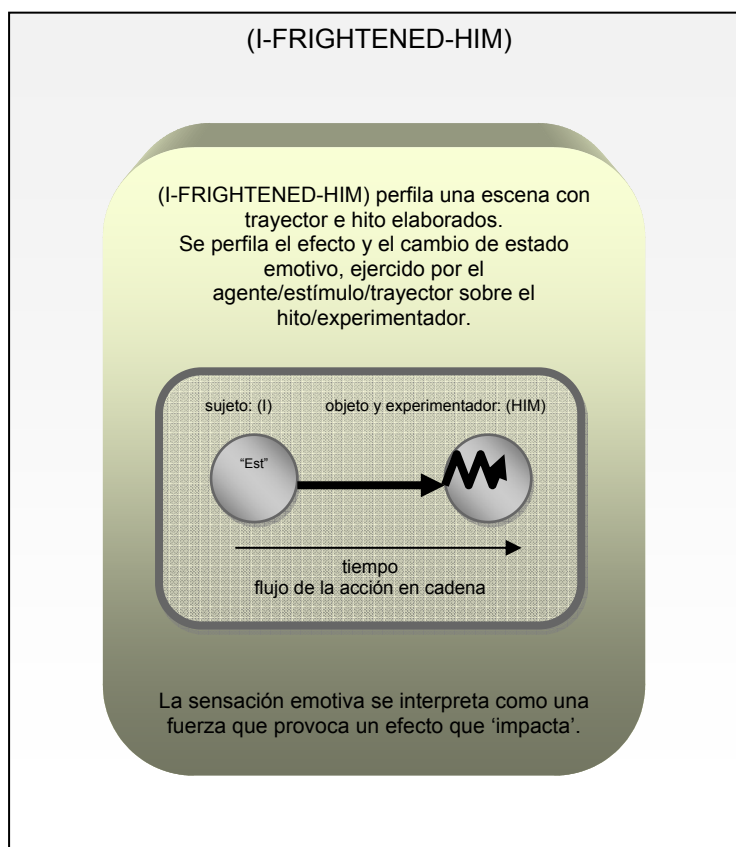 (I-FRIGHTENED-HIM)
(I-FRIGHTENED-HIM) perfila una escena con
trayector e hito elaborados.
Se perfila el efecto y el cambio de estado
emotivo, ejercido por el
agente/estímulo/trayector sobre el
hito/experimentador.
sujeto: (I) objeto y experimentador: (HIM)
“Est”
tiempo
flujo de la acción en cadena
La sensación emotiva se interpreta como una
fuerza que provoca un efecto que ‘impacta’.